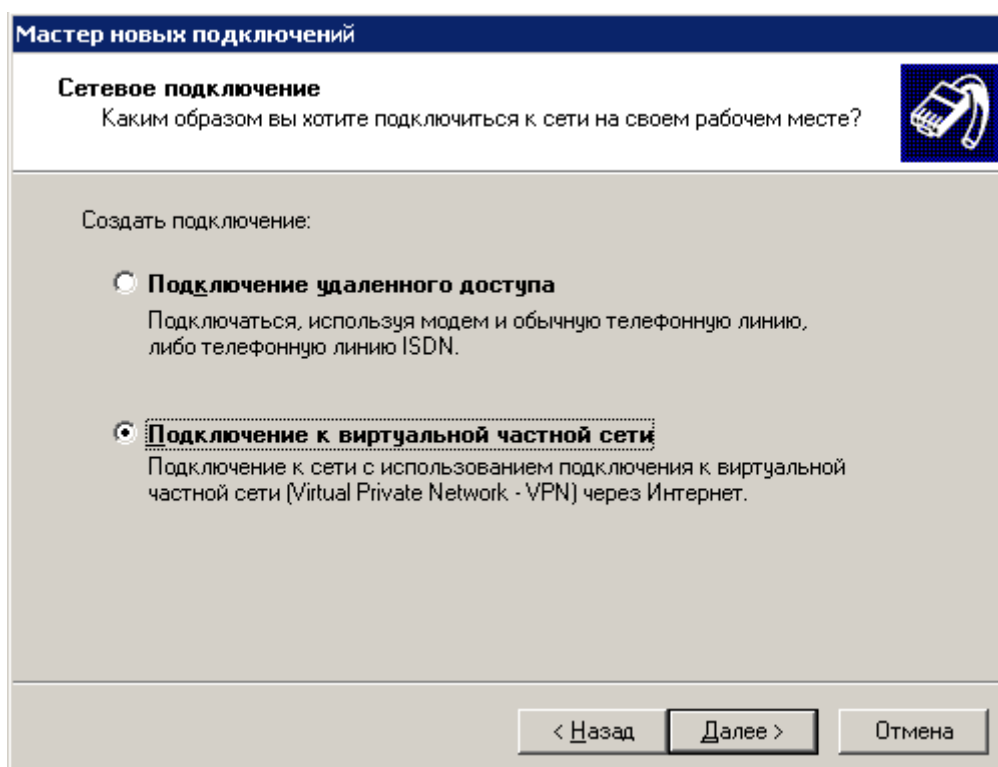 Мастер новых подключений
Сетевое подключение
Каким образом вы хотите подключиться к сети на своем рабочем месте?
Создать подключение:
Подключение удаленного доступа
Подключаться, используя модем и обычную телефонную линию,
либо телефонную линию ISDN.
Подключение к виртуальной частной сети
Подключение к сети с использованием подключения к виртуальной
частной сети (Virtual Private Network - VPN) через Интернет.
< Назад Далее > Отмена